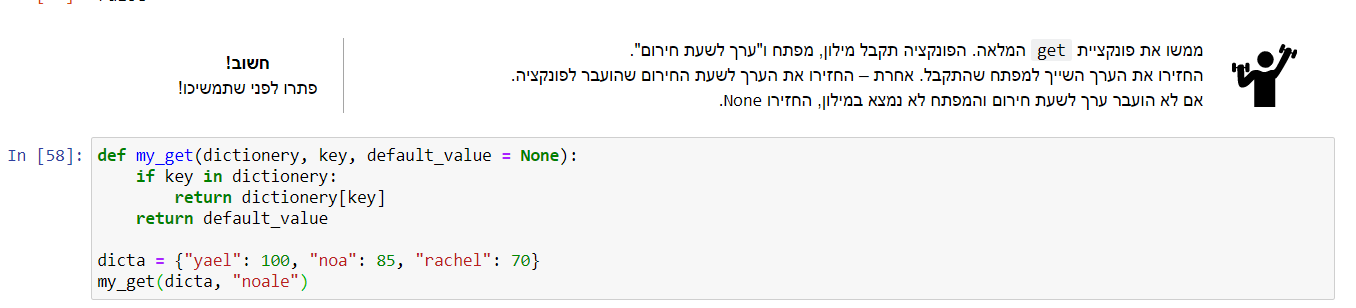 ממשו את פונקציית get המלאה. הפונקציה תקבל מילון, מפתח ו"ערך לשעת חירום".
החזירו את הערך השייך למפתח שהתקבל. אחרת – החזירו את הערך לשעת החירום שהועבר לפונקציה.
אם לא הועבר ערך לשעת חירום והמפתח לא נמצא במילון, החזירו None.
חשוב!
פתרו לפני שתמשיכו!
In [58]:
def my_get(dictionery, key, default_value = None):
    if key in dictionery:
        return dictionery[key]
    return default_value

dicta = {"yael": 100, "noa": 85, "rachel": 70}
my_get(dicta, "noale")